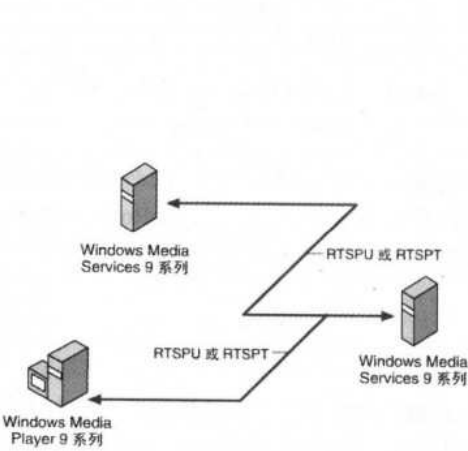 Windows Media
Services 9 系列
RTSPU 或 RTSPT
RTSPU 或 RTSPT
Windows Media
Services 9 系列
Windows Media
Player 9 系列